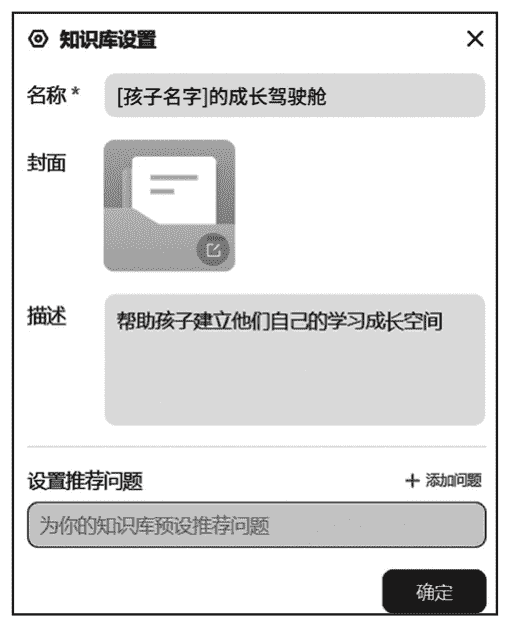 知识库设置
名称 *
[孩子名字]的成长驾驶舱
封面
描述
帮助孩子建立他们自己的学习成长空间
设置推荐问题
+ 添加问题
为你的知识库预设推荐问题
确定